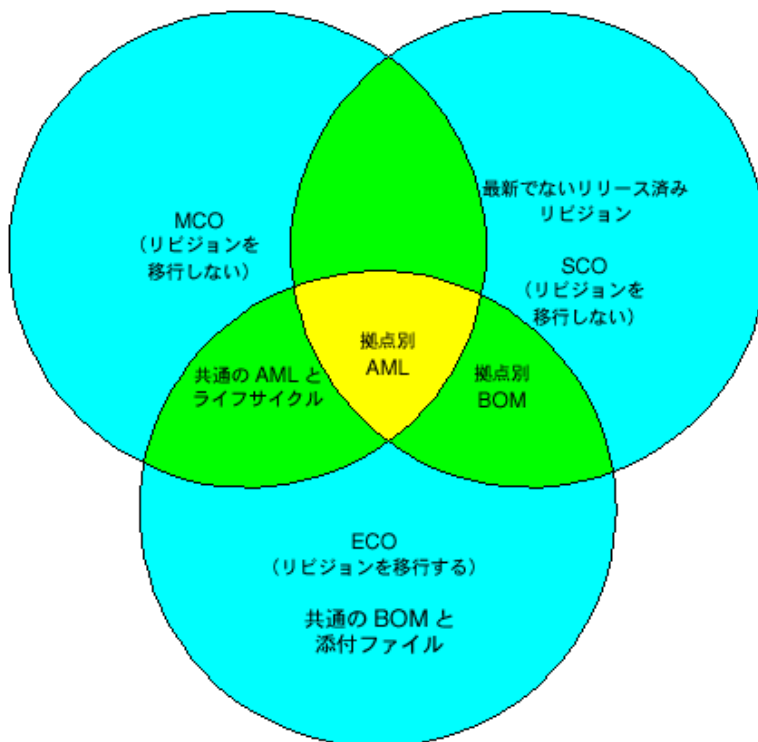 MCO
（リビジョンを
移行しない）
最新でないリリース済み
リビジョン
SCO
（リビジョンを
移行しない）
共通の AML と
ライフサイクル
拠点別
AML
拠点別
BOM
ECO
（リビジョンを移行する）
共通の BOM と
添付ファイル